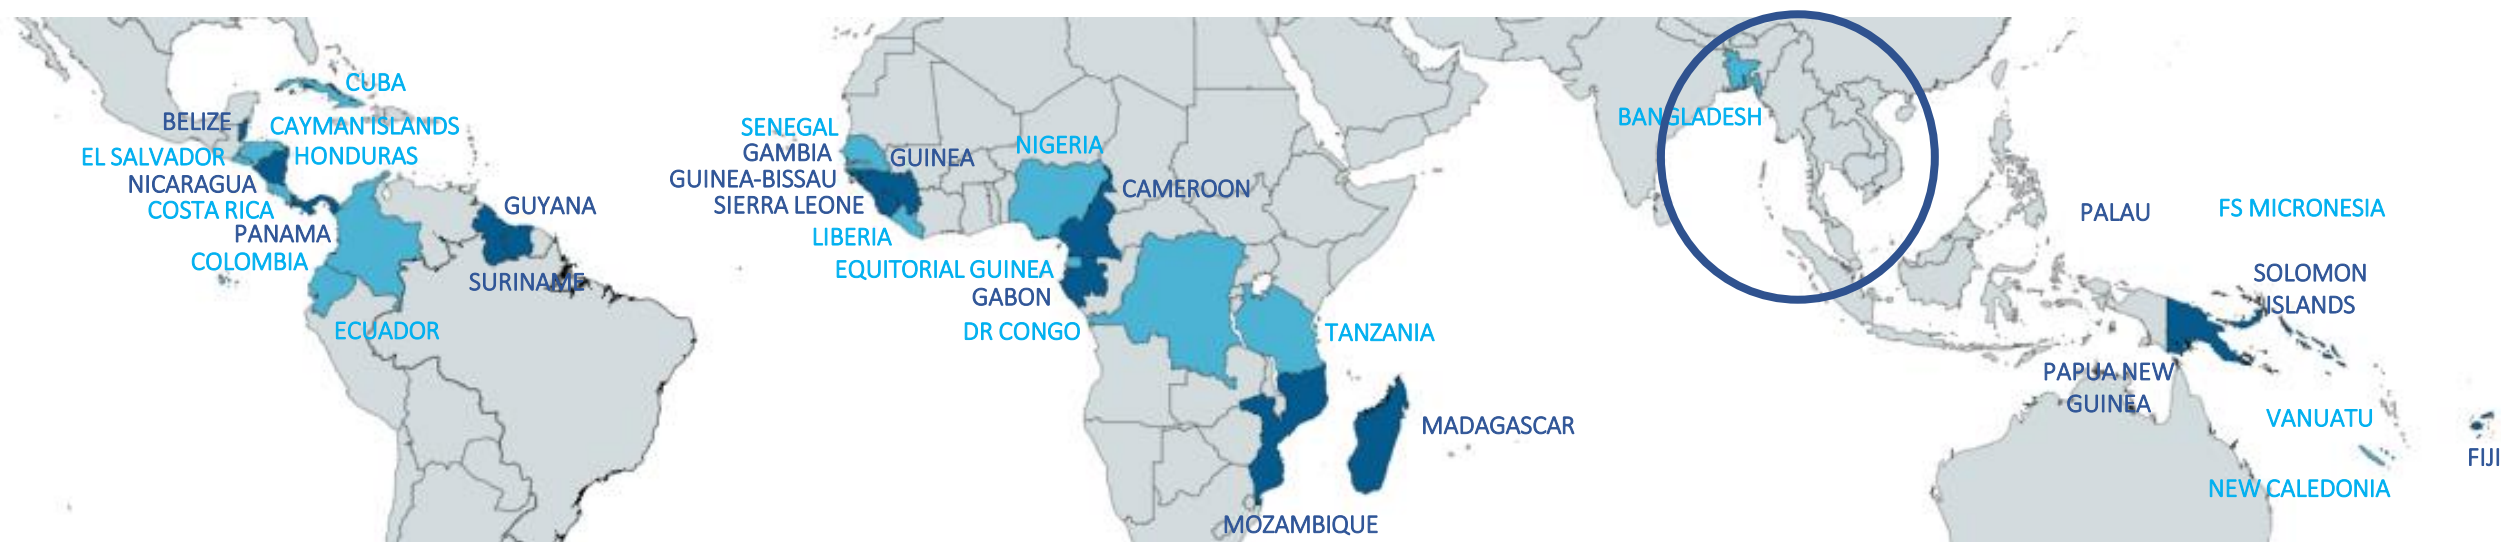 CUBA
BELIZE
CAYMAN ISLANDS
EL SALVADOR
HONDURAS
NICARAGUA
COSTA RICA
PANAMA
COLOMBIA
GUYANA
SURINAME
ECUADOR
SENEGAL
GAMBIA
GUINEA
GUINEA-BISSAU
SIERRA LEONE
LIBERIA
NIGERIA
CAMEROON
EQUITORIAL GUINEA
GABON
DR CONGO
TANZANIA
MADAGASCAR
MOZAMBIQUE
BANGLADESH
PALAU
FS MICRONESIA
SOLOMON
ISLANDS
PAPUA NEW
GUINEA
VANUATU
FIJI
NEW CALEDONIA